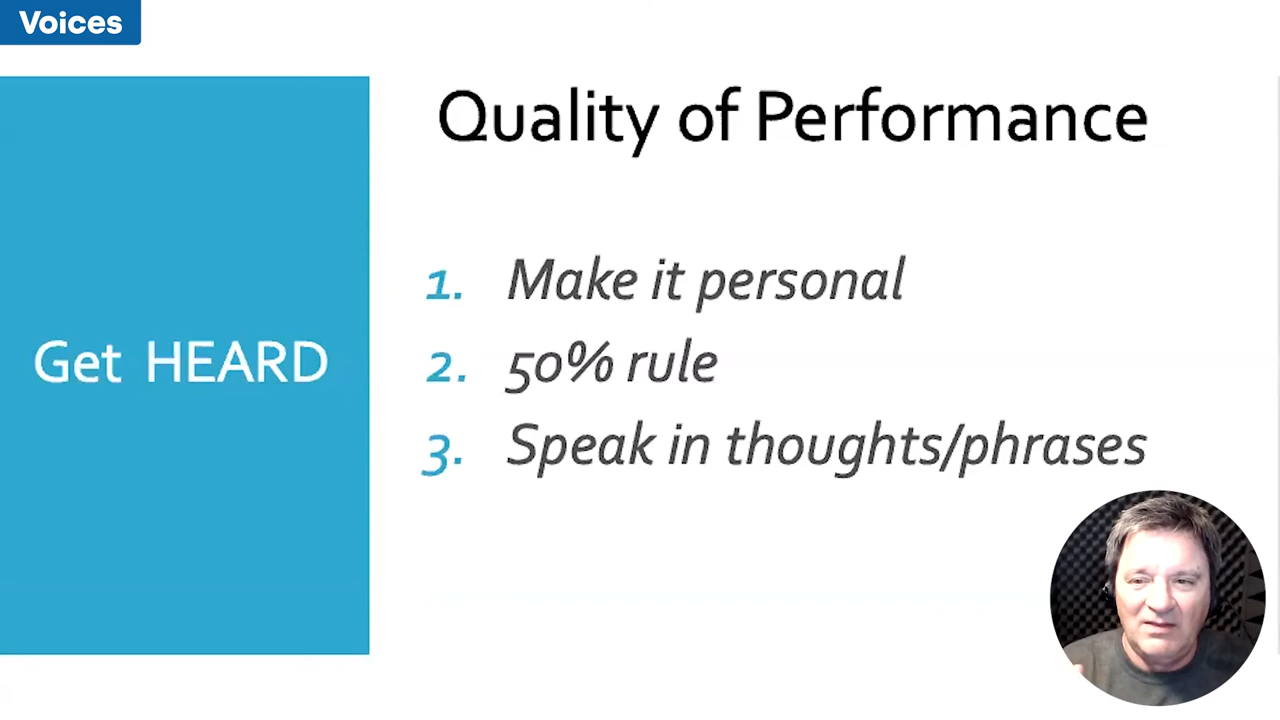 Voices
Quality of Performance
Get HEARD
1. Make it personal
2. 50% rule
3. Speak in thoughts/phrases